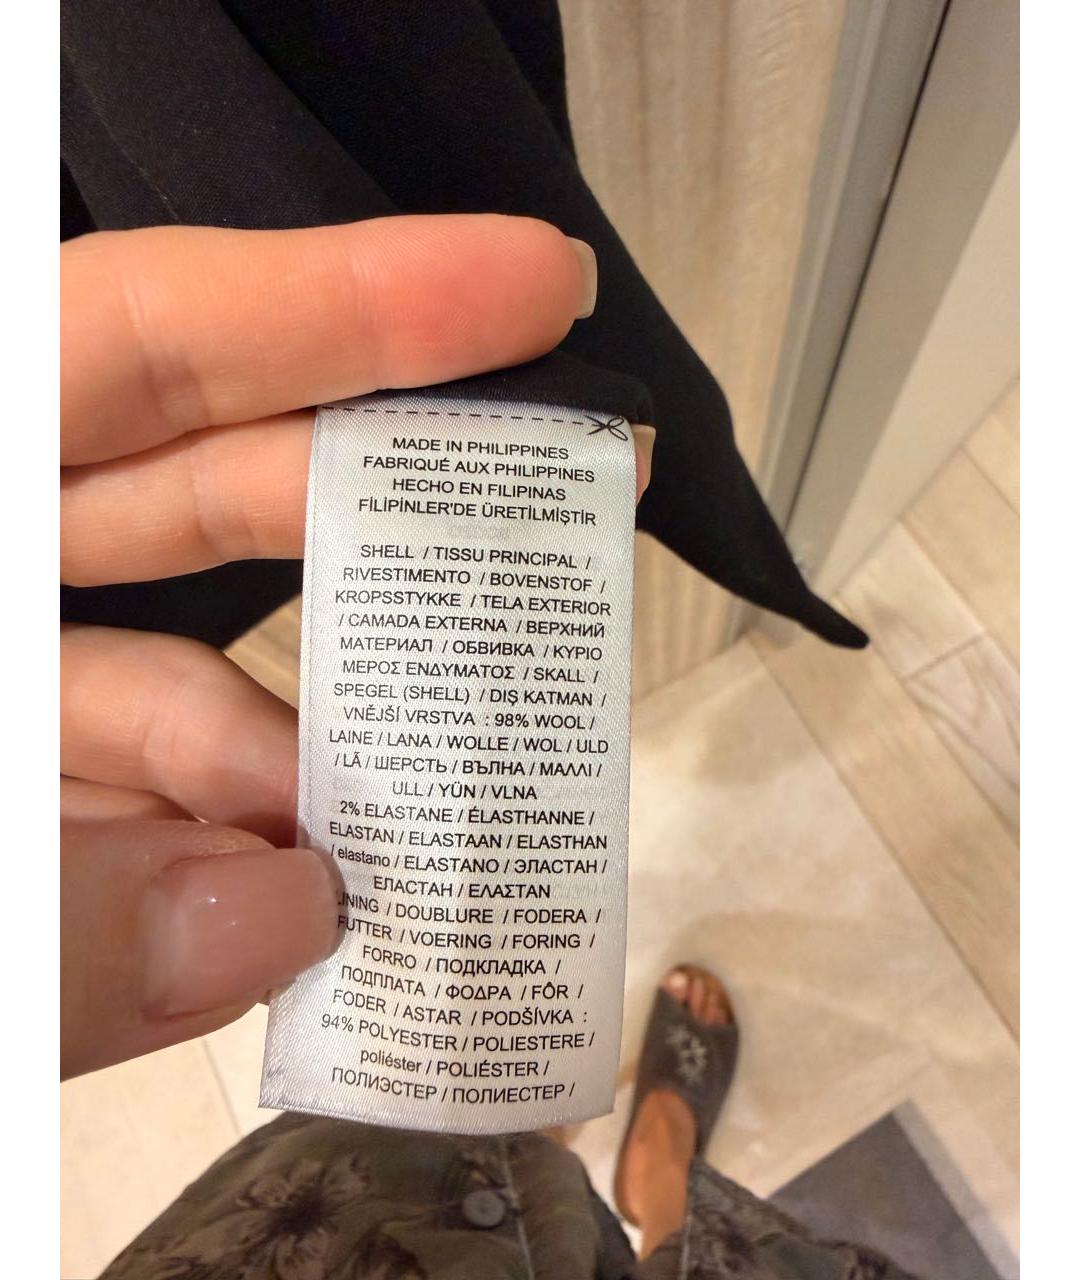 MADE IN PHILIPPINES
FABRIQUÉ AUX PHILIPPINES
HECHO EN FILIPINAS
FİLİPİNLER'DE ÜRETİLMİŞTİR
SHELL / TISSU PRINCIPAL /
RIVESTIMENTO / BOVENSTOF /
KROPSSTYKKE / TELA EXTERIOR
/ CAMADA EXTERNA / ВЕРХНИЙ
МАТЕРИАЛ / ОБВИВКА / ΚΥΡΙΟ
ΜΕΡΟΣ ΕΝΔΥΜΑΤΟΣ / SKALL /
SPEGEL (SHELL) / DIŞ KATMAN /
VNĚJŠÍ VRSTVA : 98% WOOL /
LAINE / LANA / WOLLE / WOL / ULD
/ LÃ / ШЕРСТЬ / ВЪЛНА / ΜΑΛΛΙ /
ULL / YÜN / VLNA
2% ELASTANE / ÉLASTHANNE /
ELASTAN / ELASTAAN / ELASTHAN
/ elastano / ELASTANO / ЭЛАСТАН /
ЕЛАСТАН / ΕΛΑΣΤΑΝ
LINING / DOUBLURE / FODERA /
FUTTER / VOERING / FORING /
FORRO / ПОДКЛАДКА /
ПОДПЛАТА / ΦΟΔΡΑ / FÔR /
FODER / ASTAR / PODŠÍVKA :
94% POLYESTER / POLIESTERE /
poliéster / POLIÉSTER /
ПОЛИЭСТЕР / ПОЛИЕСТЕР /